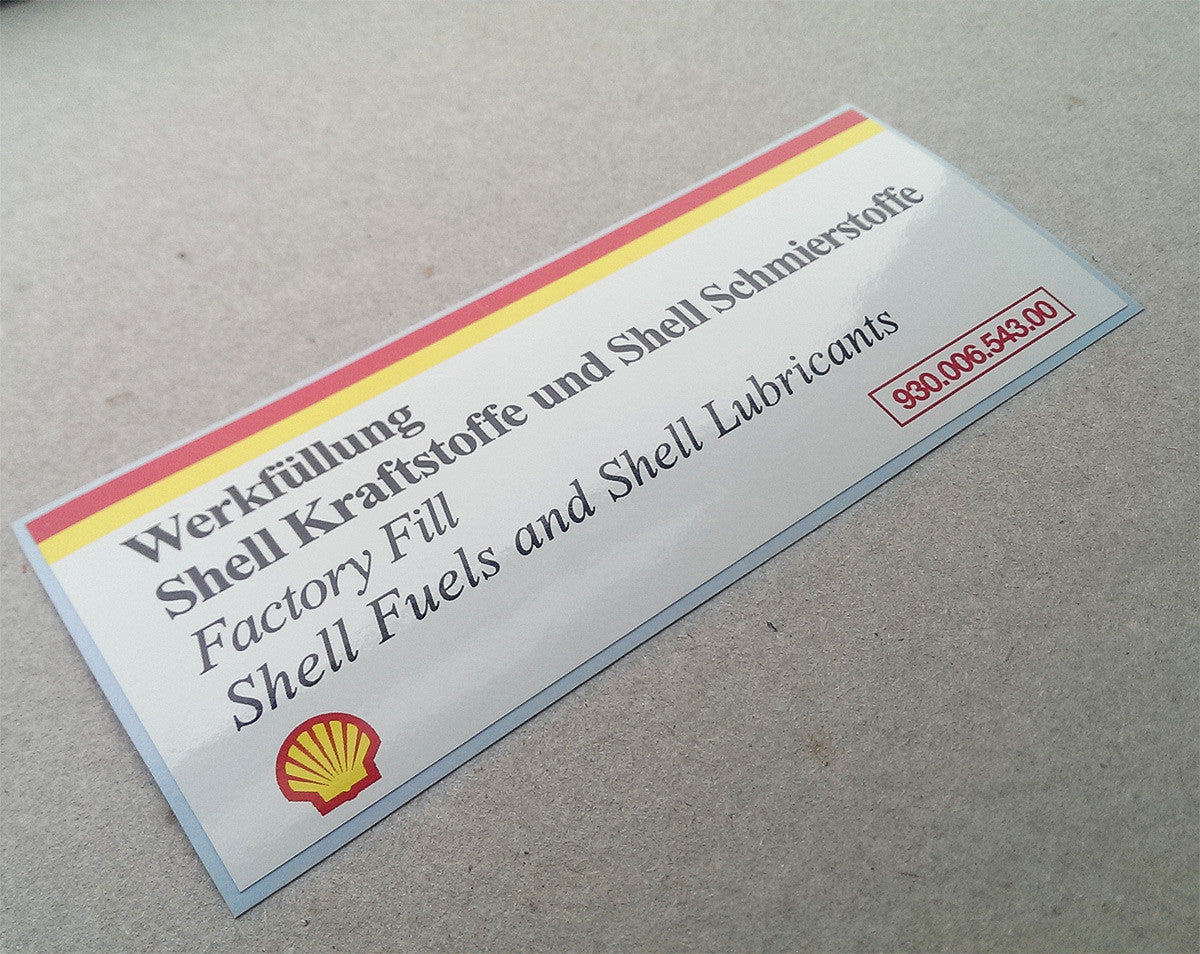 Werkfüllung
Shell Kraftstoffe und Shell Schmierstoffe
Factory Fill
Shell Fuels and Shell Lubricants
930.006.543.00